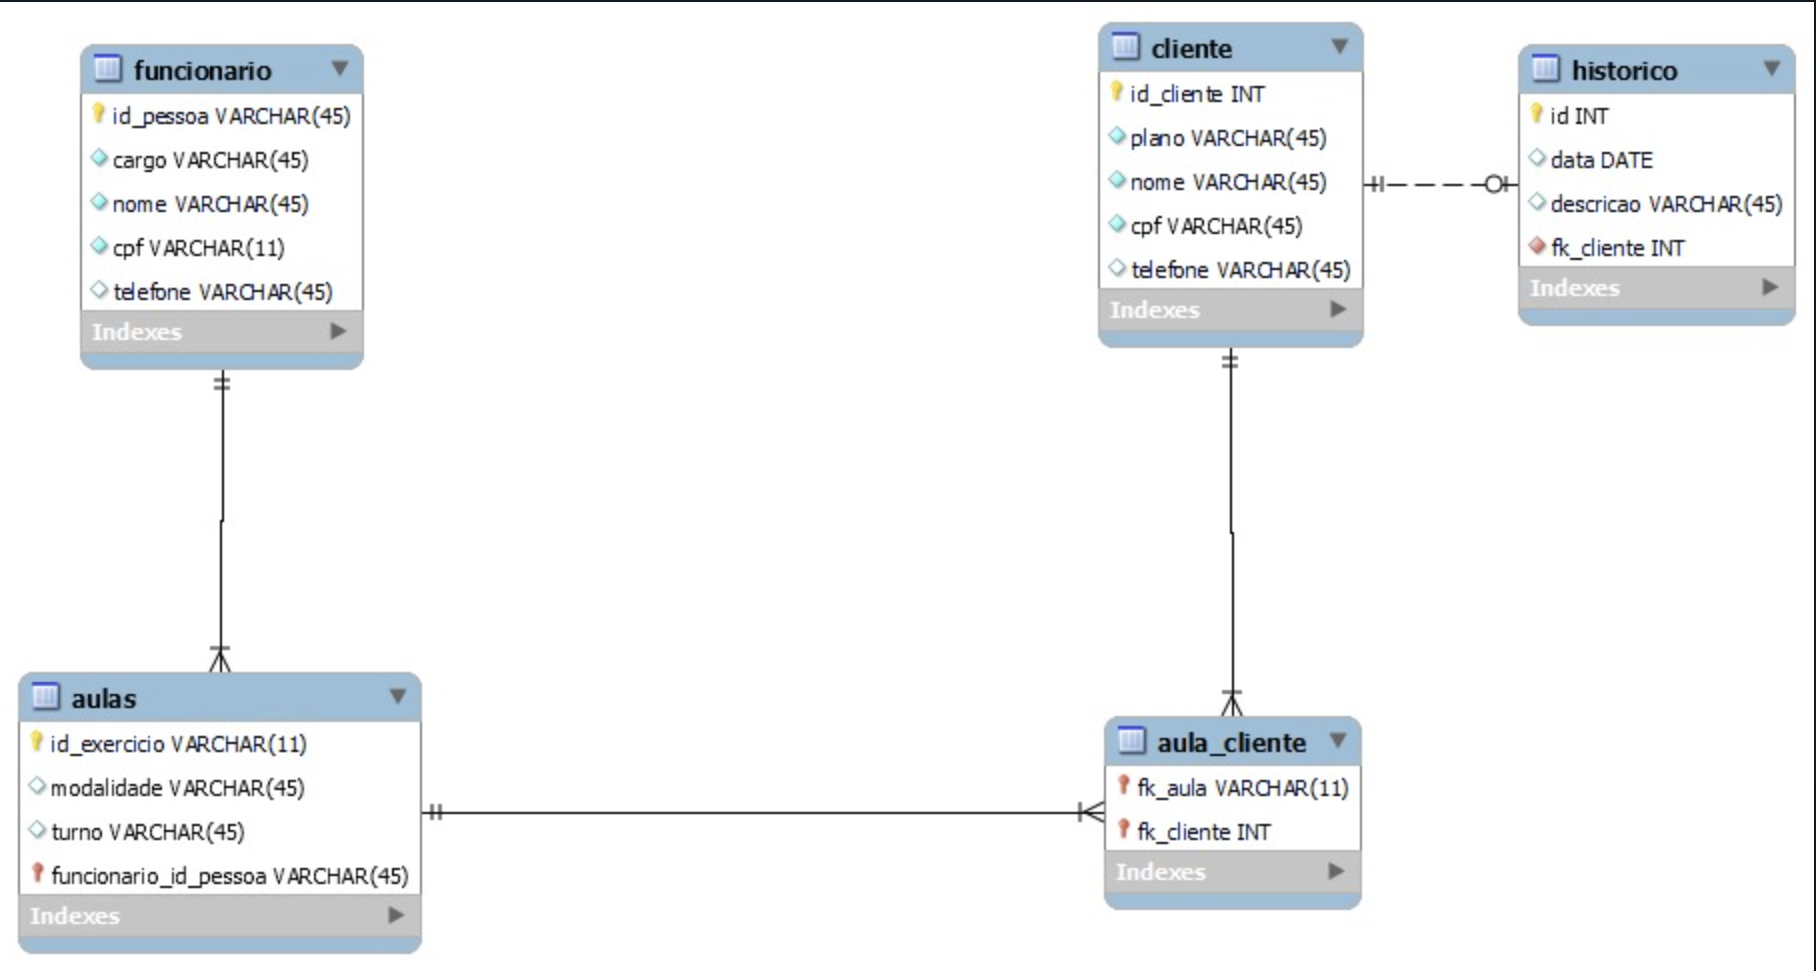 funcionario
id_pessoa VARCHAR(45)
cargo VARCHAR(45)
nome VARCHAR(45)
cpf VARCHAR(11)
telefone VARCHAR(45)
Indexes
cliente
id_cliente INT
plano VARCHAR(45)
nome VARCHAR(45)
cpf VARCHAR(45)
telefone VARCHAR(45)
Indexes
historico
id INT
data DATE
descricao VARCHAR(45)
fk_cliente INT
Indexes
aulas
id_exercicio VARCHAR(11)
modalidade VARCHAR(45)
turno VARCHAR(45)
funcionario_id_pessoa VARCHAR(45)
Indexes
aula_cliente
fk_aula VARCHAR(11)
fk_cliente INT
Indexes